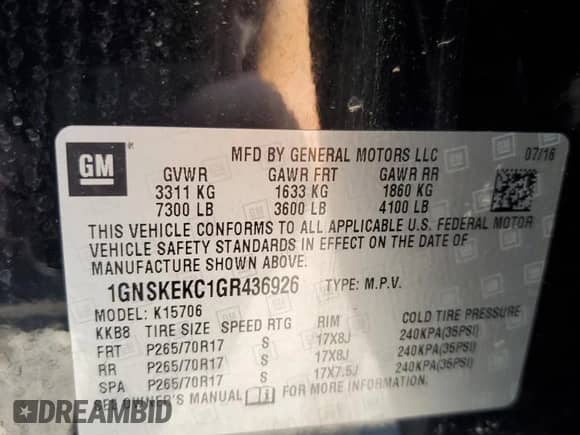 GM
MFD BY GENERAL MOTORS LLC 07/16
GVWR GAWR FRT GAWR RR
3311 KG 1633 KG 1860 KG
7300 LB 3600 LB 4100 LB
THIS VEHICLE CONFORMS TO ALL APPLICABLE U.S. FEDERAL MOTOR
VEHICLE SAFETY STANDARDS IN EFFECT ON THE DATE OF
MANUFACTURE SHOWN ABOVE.
1GNSKEKC1GR436926 TYPE: M.P.V.
MODEL: K15706
KKB8 TIRE SIZE SPEED RTG RIM COLD TIRE PRESSURE
FRT P265/70R17 S 17X8J 240KPA(35PSI)
RR P265/70R17 S 17X8J 240KPA(35PSI)
SPA P265/70R17 S 17X7.5J 240KPA(35PSI)
SEE OWNER'S MANUAL FOR MORE INFORMATION.
DREAMBID